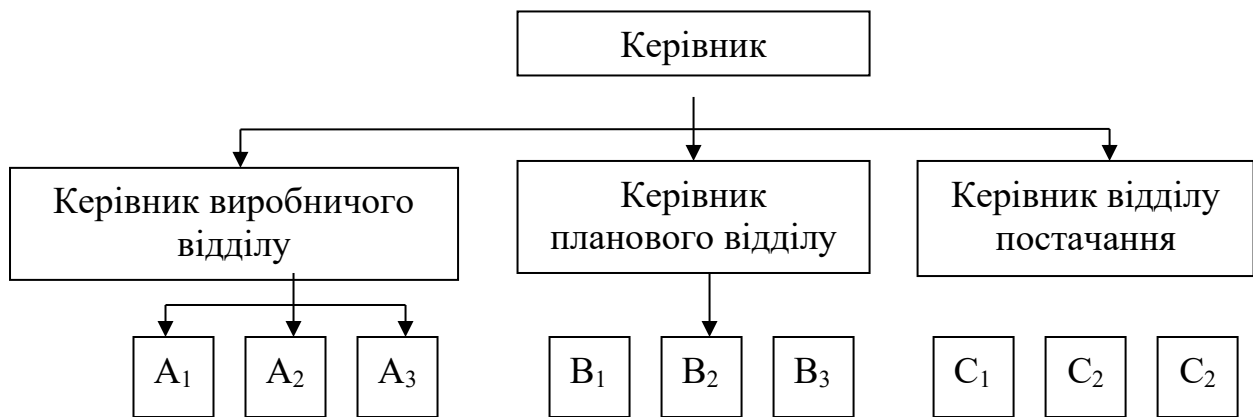 Керівник
Керівник виробничого
відділу
Керівник
планового відділу
Керівник відділу
постачання
A₁
A₂
A₃
B₁
B₂
B₃
C₁
C₂
C₂